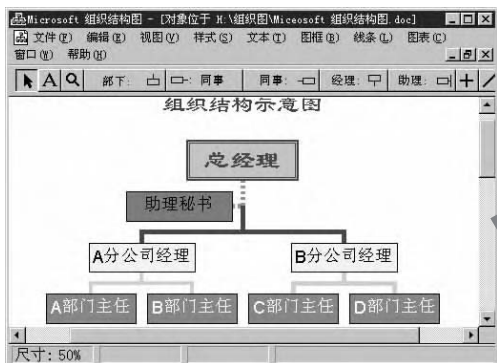 Microsoft 组织结构图 - [对象位于 H:\组织图\Miceosoft 组织结构图.doc]
文件(F) 编辑(E) 视图(V) 样式(S) 文本(T) 图框(B) 线条(L) 图表(C)
窗口(W) 帮助(H)
A 部下: 同事 同事: 经理: 助理:
组织结构示意图
总经理
助理秘书
A分公司经理 B分公司经理
A部门主任 B部门主任 C部门主任 D部门主任
尺寸: 50%